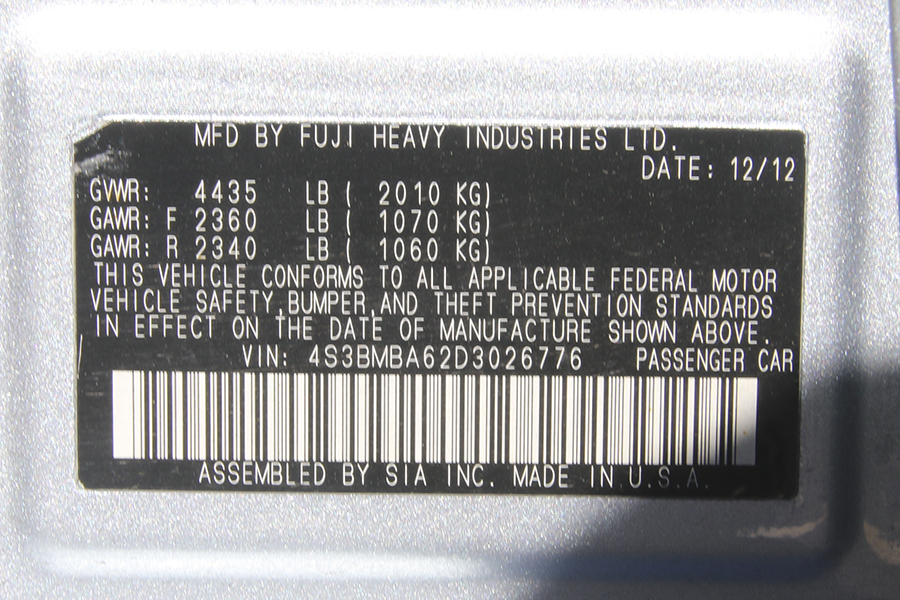 MFD BY FUJI HEAVY INDUSTRIES LTD.
DATE: 12/12
GVWR: 4435 LB ( 2010 KG)
GAWR: F 2360 LB ( 1070 KG)
GAWR: R 2340 LB ( 1060 KG)
THIS VEHICLE CONFORMS TO ALL APPLICABLE FEDERAL MOTOR
VEHICLE SAFETY,BUMPER,AND THEFT PREVENTION STANDARDS
IN EFFECT ON THE DATE OF MANUFACTURE SHOWN ABOVE.
VIN: 4S3BMBA62D3026776 PASSENGER CAR
ASSEMBLED BY SIA INC. MADE IN U.S.A.